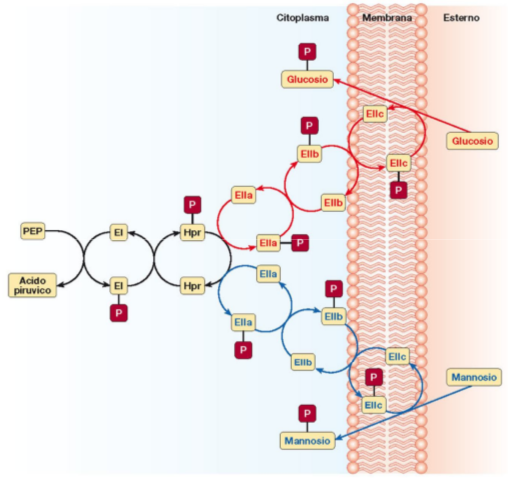 Citoplasma
Membrana
Esterno
P
Glucosio
EIIc
P
EIIb
Glucosio
EIIc
P
EIIa
EIIb
P
PEP
EI
Hpr
EIIa
P
EIIa
Acido
piruvico
EI
Hpr
P
P
EIIa
EIIb
P
EIIb
EIIc
P
Mannosio
EIIc
P
Mannosio